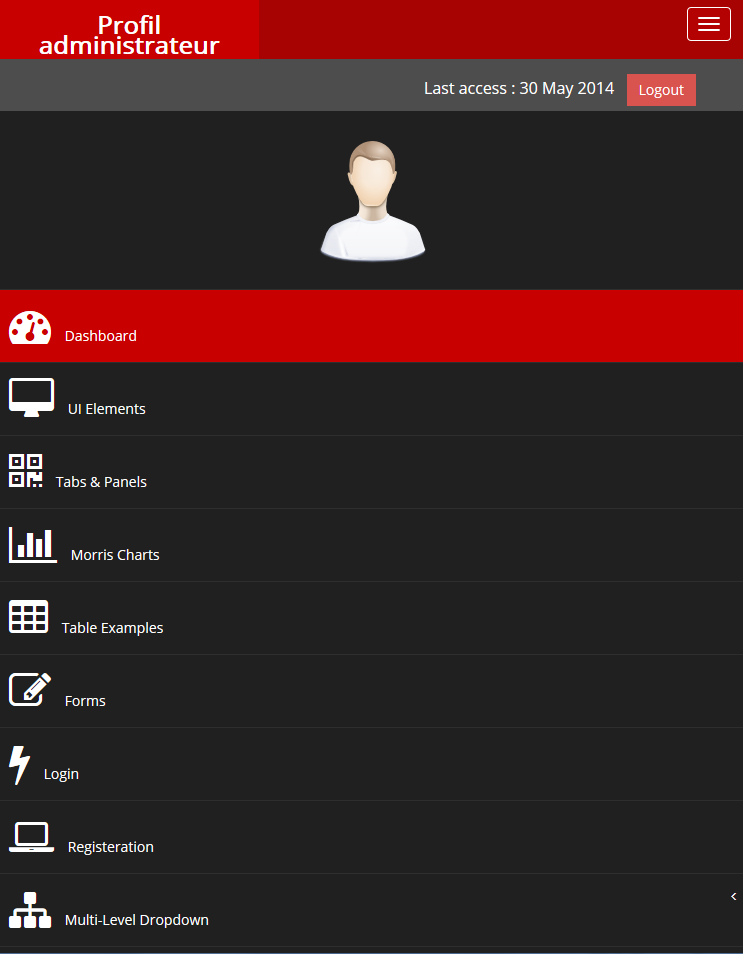 Profil
administrateur
Last access : 30 May 2014 Logout
Dashboard
UI Elements
Tabs & Panels
Morris Charts
Table Examples
Forms
Login
Registeration
Multi-Level Dropdown